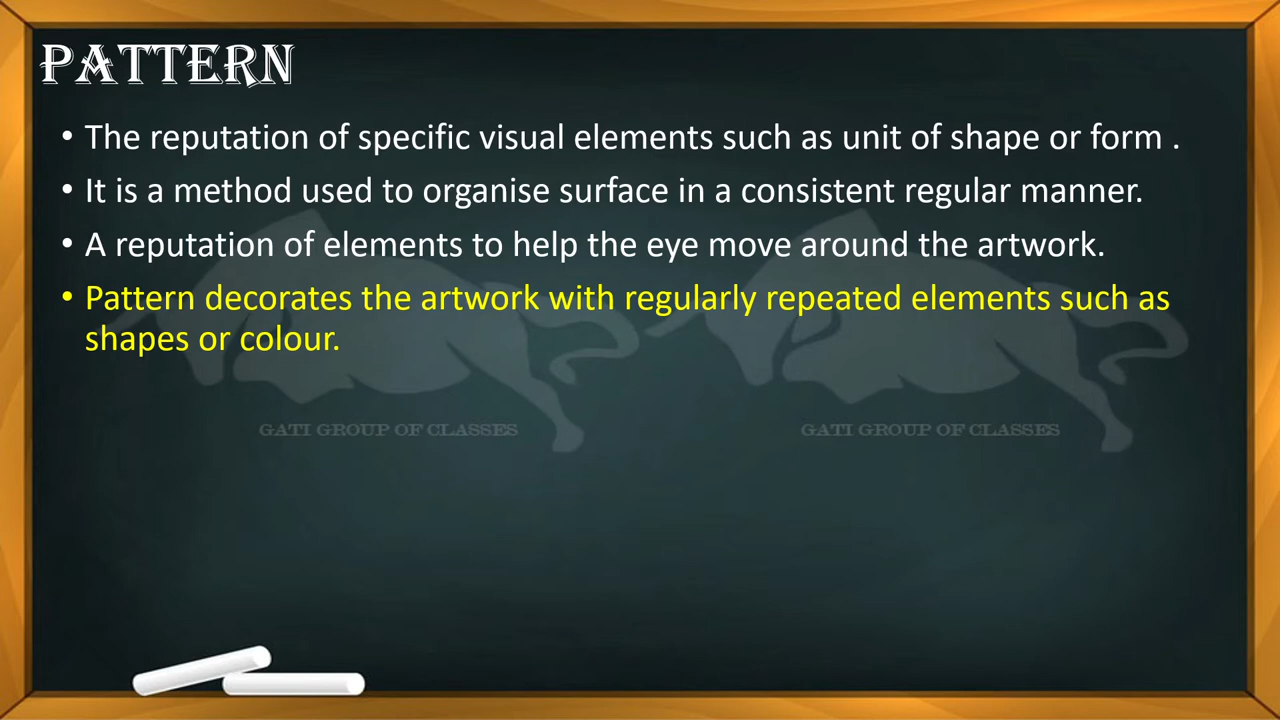 PATTERN
• The reputation of specific visual elements such as unit of shape or form .
• It is a method used to organise surface in a consistent regular manner.
• A reputation of elements to help the eye move around the artwork.
• Pattern decorates the artwork with regularly repeated elements such as
shapes or colour.
GATI GROUP OF CLASSES
GATI GROUP OF CLASSES